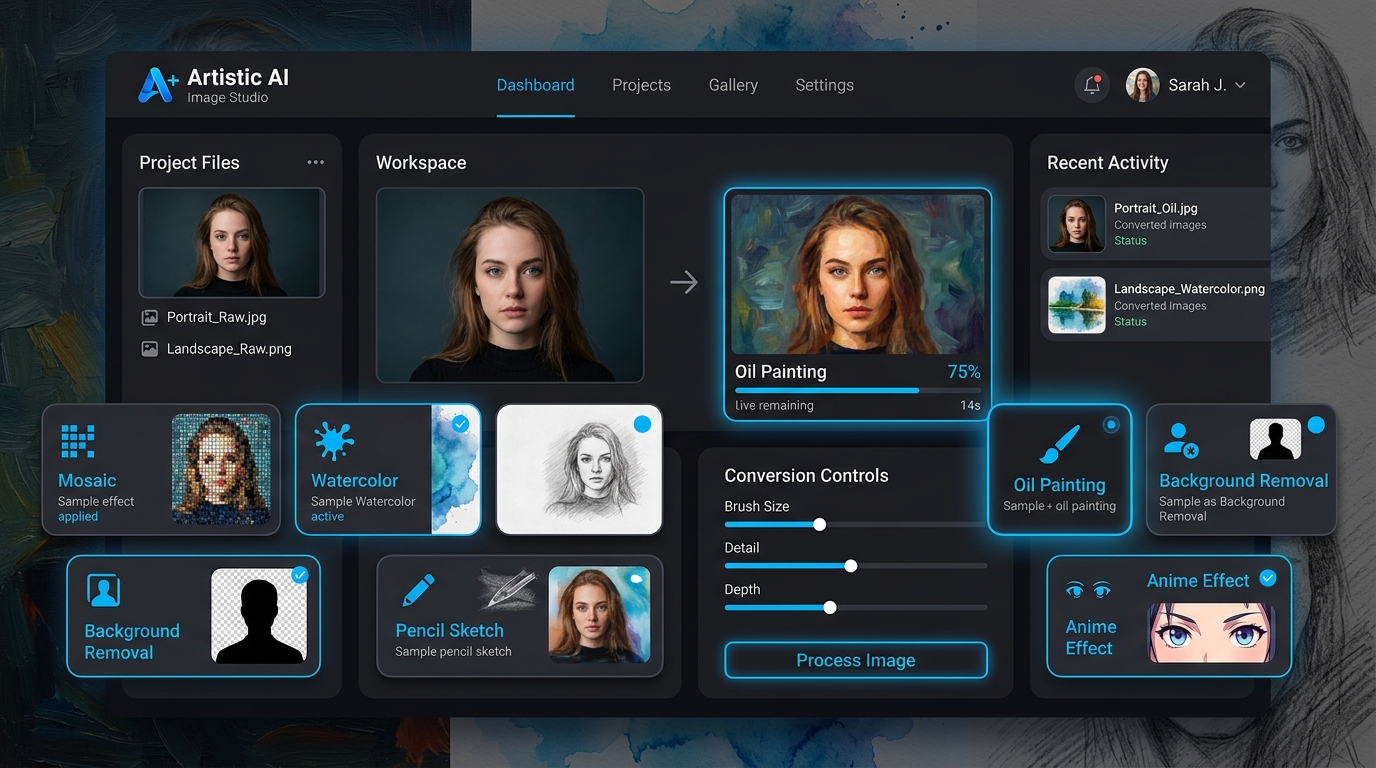 Artistic AI
Image Studio
Dashboard
Projects
Gallery
Settings
Sarah J.
Project Files
Portrait_Raw.jpg
Landscape_Raw.png
Workspace
Oil Painting
75%
live remaining
14s
Recent Activity
Portrait_Oil.jpg
Converted images
Status
Landscape_Watercolor.png
Converted Images
Status
Mosaic
Sample effect
applied
Watercolor
Sample Watercolor
active
Oil Painting
Sample + oil painting
Background Removal
Sample as Background
Removal
Background
Removal
Pencil Sketch
Sample pencil sketch
Conversion Controls
Brush Size
Detail
Depth
Process Image
Anime Effect
Anime
Effect